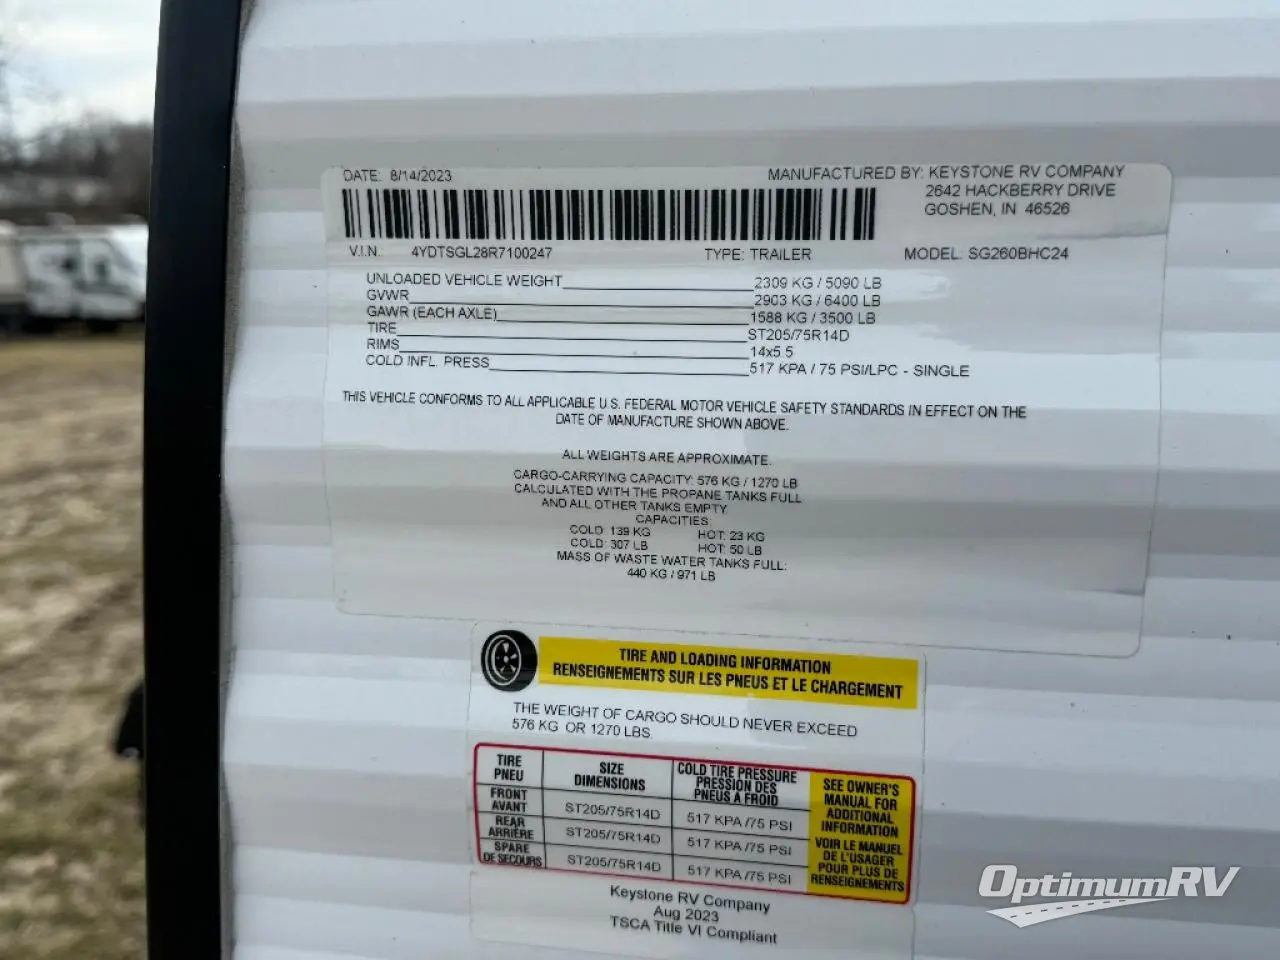 DATE: 8/14/2023
MANUFACTURED BY: KEYSTONE RV COMPANY
2642 HACKBERRY DRIVE
GOSHEN, IN 46526
V.I.N. 4YDTSGL28R7100247 TYPE: TRAILER MODEL: SG260BHC24
UNLOADED VEHICLE WEIGHT 2309 KG / 5090 LB
GVWR 2903 KG / 6400 LB
GAWR (EACH AXLE) 1588 KG / 3500 LB
TIRE ST205/75R14D
RIMS 14x5.5
COLD INFL. PRESS 517 KPA / 75 PSI/LPC - SINGLE
THIS VEHICLE CONFORMS TO ALL APPLICABLE U.S. FEDERAL MOTOR VEHICLE SAFETY STANDARDS IN EFFECT ON THE
DATE OF MANUFACTURE SHOWN ABOVE.
ALL WEIGHTS ARE APPROXIMATE.
CARGO-CARRYING CAPACITY: 576 KG / 1270 LB
CALCULATED WITH THE PROPANE TANKS FULL
AND ALL OTHER TANKS EMPTY
CAPACITIES:
COLD: 139 KG HOT: 23 KG
COLD: 307 LB HOT: 50 LB
MASS OF WASTE WATER TANKS FULL:
440 KG / 971 LB
TIRE AND LOADING INFORMATION
RENSEIGNEMENTS SUR LES PNEUS ET LE CHARGEMENT
THE WEIGHT OF CARGO SHOULD NEVER EXCEED
576 KG OR 1270 LBS.
TIRE
PNEU
SIZE
DIMENSIONS
COLD TIRE PRESSURE
PRESSION DES
PNEUS À FROID
FRONT
AVANT
ST205/75R14D
517 KPA /75 PSI
REAR
ARRIÈRE
ST205/75R14D
517 KPA /75 PSI
SPARE
DE SECOURS
ST205/75R14D
517 KPA /75 PSI
SEE OWNER'S
MANUAL FOR
ADDITIONAL
INFORMATION
VOIR LE MANUEL
DE L'USAGER
POUR PLUS DE
RENSEIGNEMENTS
Keystone RV Company
Aug 2023
TSCA Title VI Compliant
OptimumRV